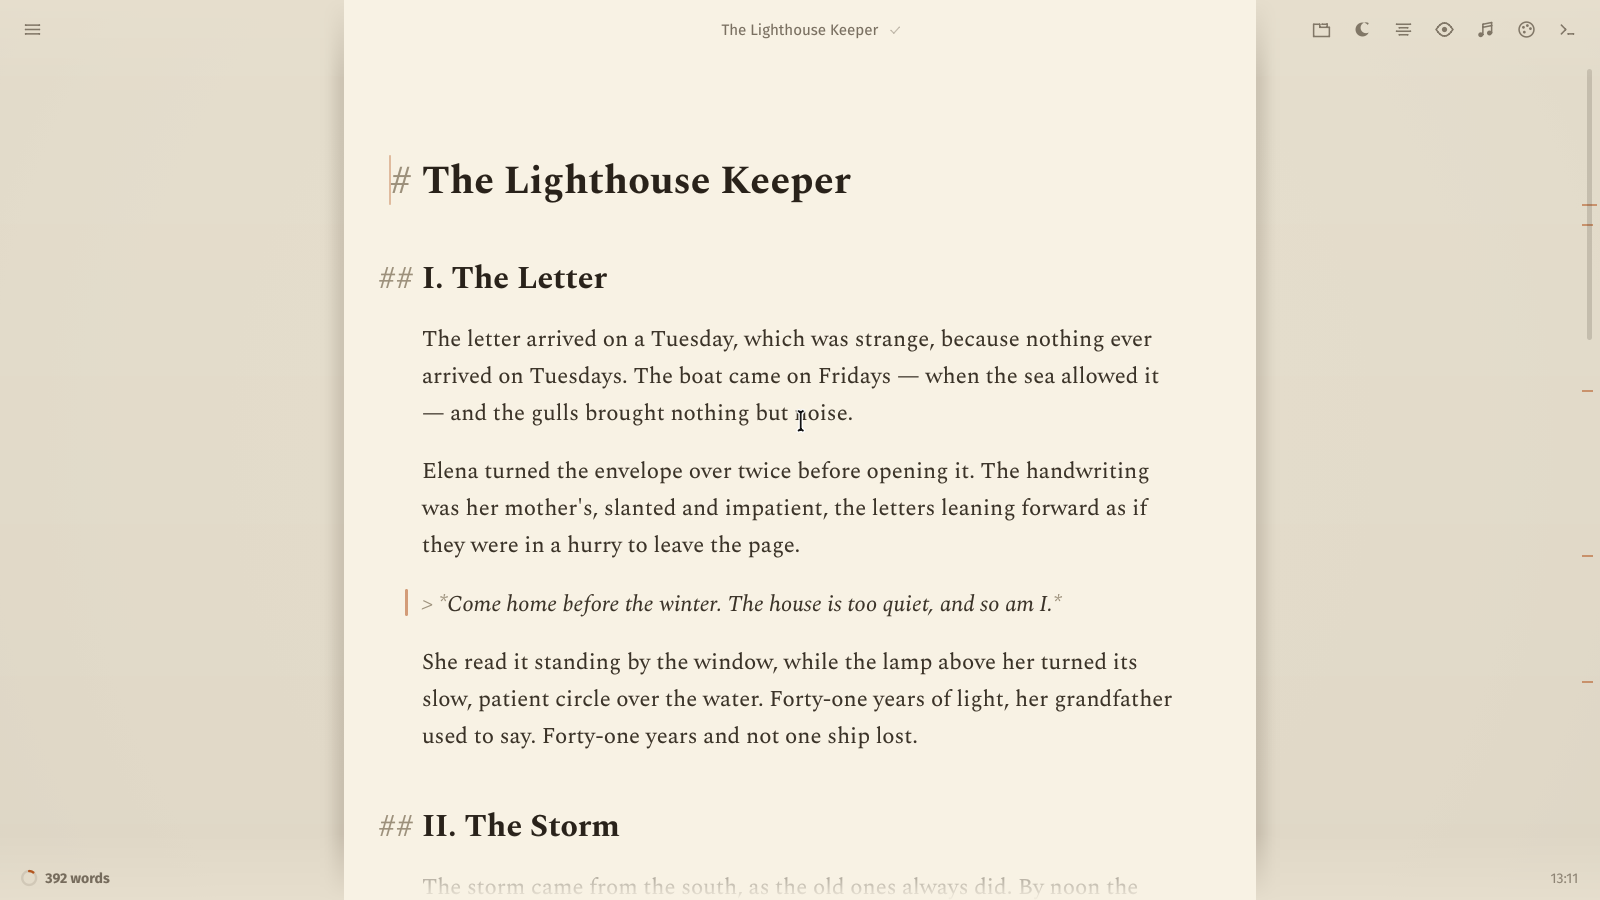 The Lighthouse Keeper
# The Lighthouse Keeper
## I. The Letter
The letter arrived on a Tuesday, which was strange, because nothing ever
arrived on Tuesdays. The boat came on Fridays — when the sea allowed it
— and the gulls brought nothing but noise.
Elena turned the envelope over twice before opening it. The handwriting
was her mother's, slanted and impatient, the letters leaning forward as if
they were in a hurry to leave the page.
> *Come home before the winter. The house is too quiet, and so am I.*
She read it standing by the window, while the lamp above her turned its
slow, patient circle over the water. Forty-one years of light, her grandfather
used to say. Forty-one years and not one ship lost.
## II. The Storm
The storm came from the south, as the old ones always did. By noon the
392 words
13:11